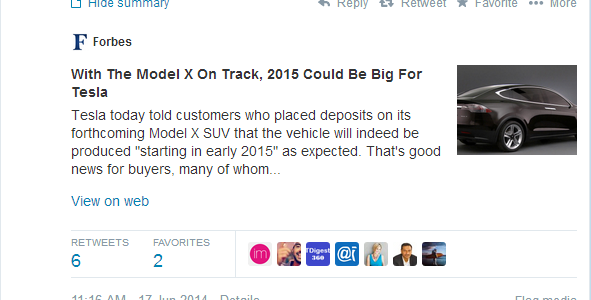 Hide summary Reply Retweet Favorite More
F Forbes
With The Model X On Track, 2015 Could Be Big For
Tesla
Tesla today told customers who placed deposits on its
forthcoming Model X SUV that the vehicle will indeed be
produced "starting in early 2015" as expected. That's good
news for buyers, many of whom...
View on web
RETWEETS FAVORITES
6 2
im TDigest 360 @i
11:16 AM - 17 Jun 2014 Details Flag media